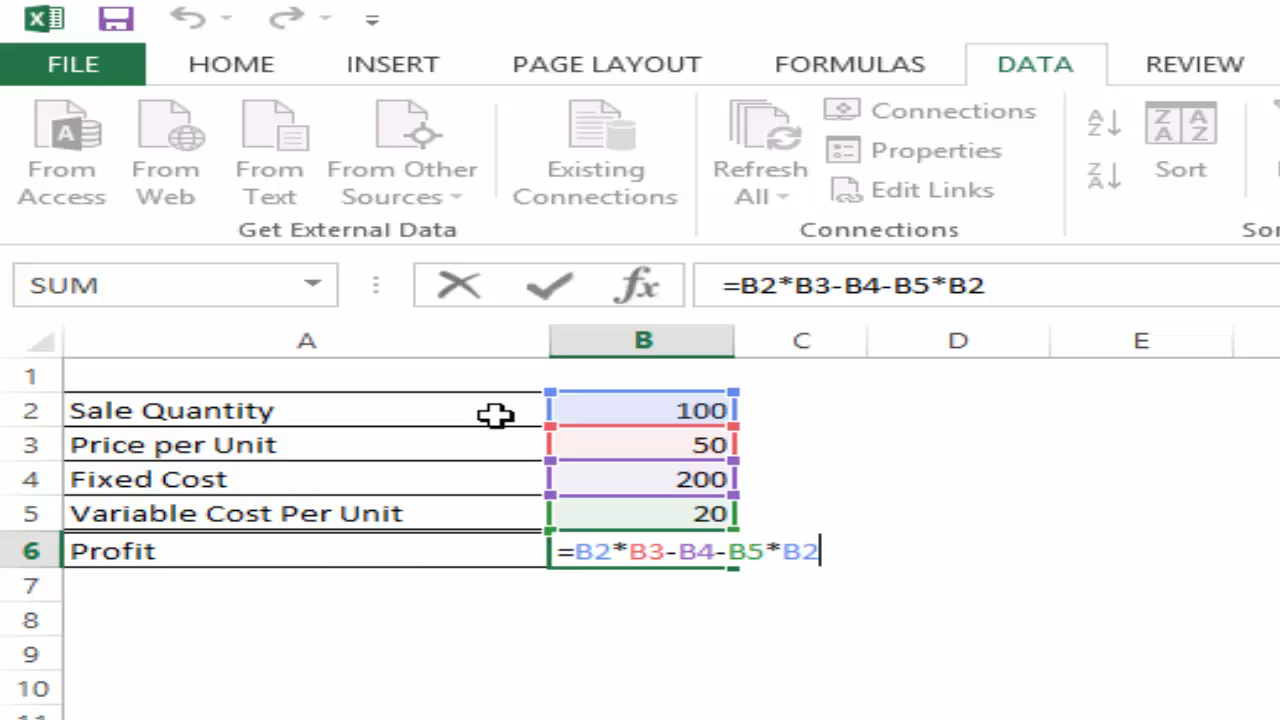 FILE HOME INSERT PAGE LAYOUT FORMULAS DATA REVIEW
From Access From Web From Text From Other Sources Existing Connections Refresh All Connections Properties Edit Links Sort
Get External Data Connections
SUM fx =B2*B3-B4-B5*B2
A B C D E
1
2 Sale Quantity 100
3 Price per Unit 50
4 Fixed Cost 200
5 Variable Cost Per Unit 20
6 Profit =B2*B3-B4-B5*B2
7
8
9
10